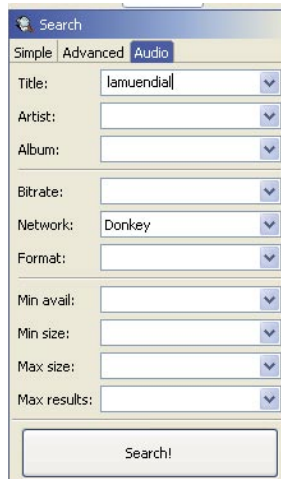 Search
Simple Advanced Audio
Title: lamuendial
Artist:
Album:
Bitrate:
Network: Donkey
Format:
Min avail:
Min size:
Max size:
Max results:
Search!